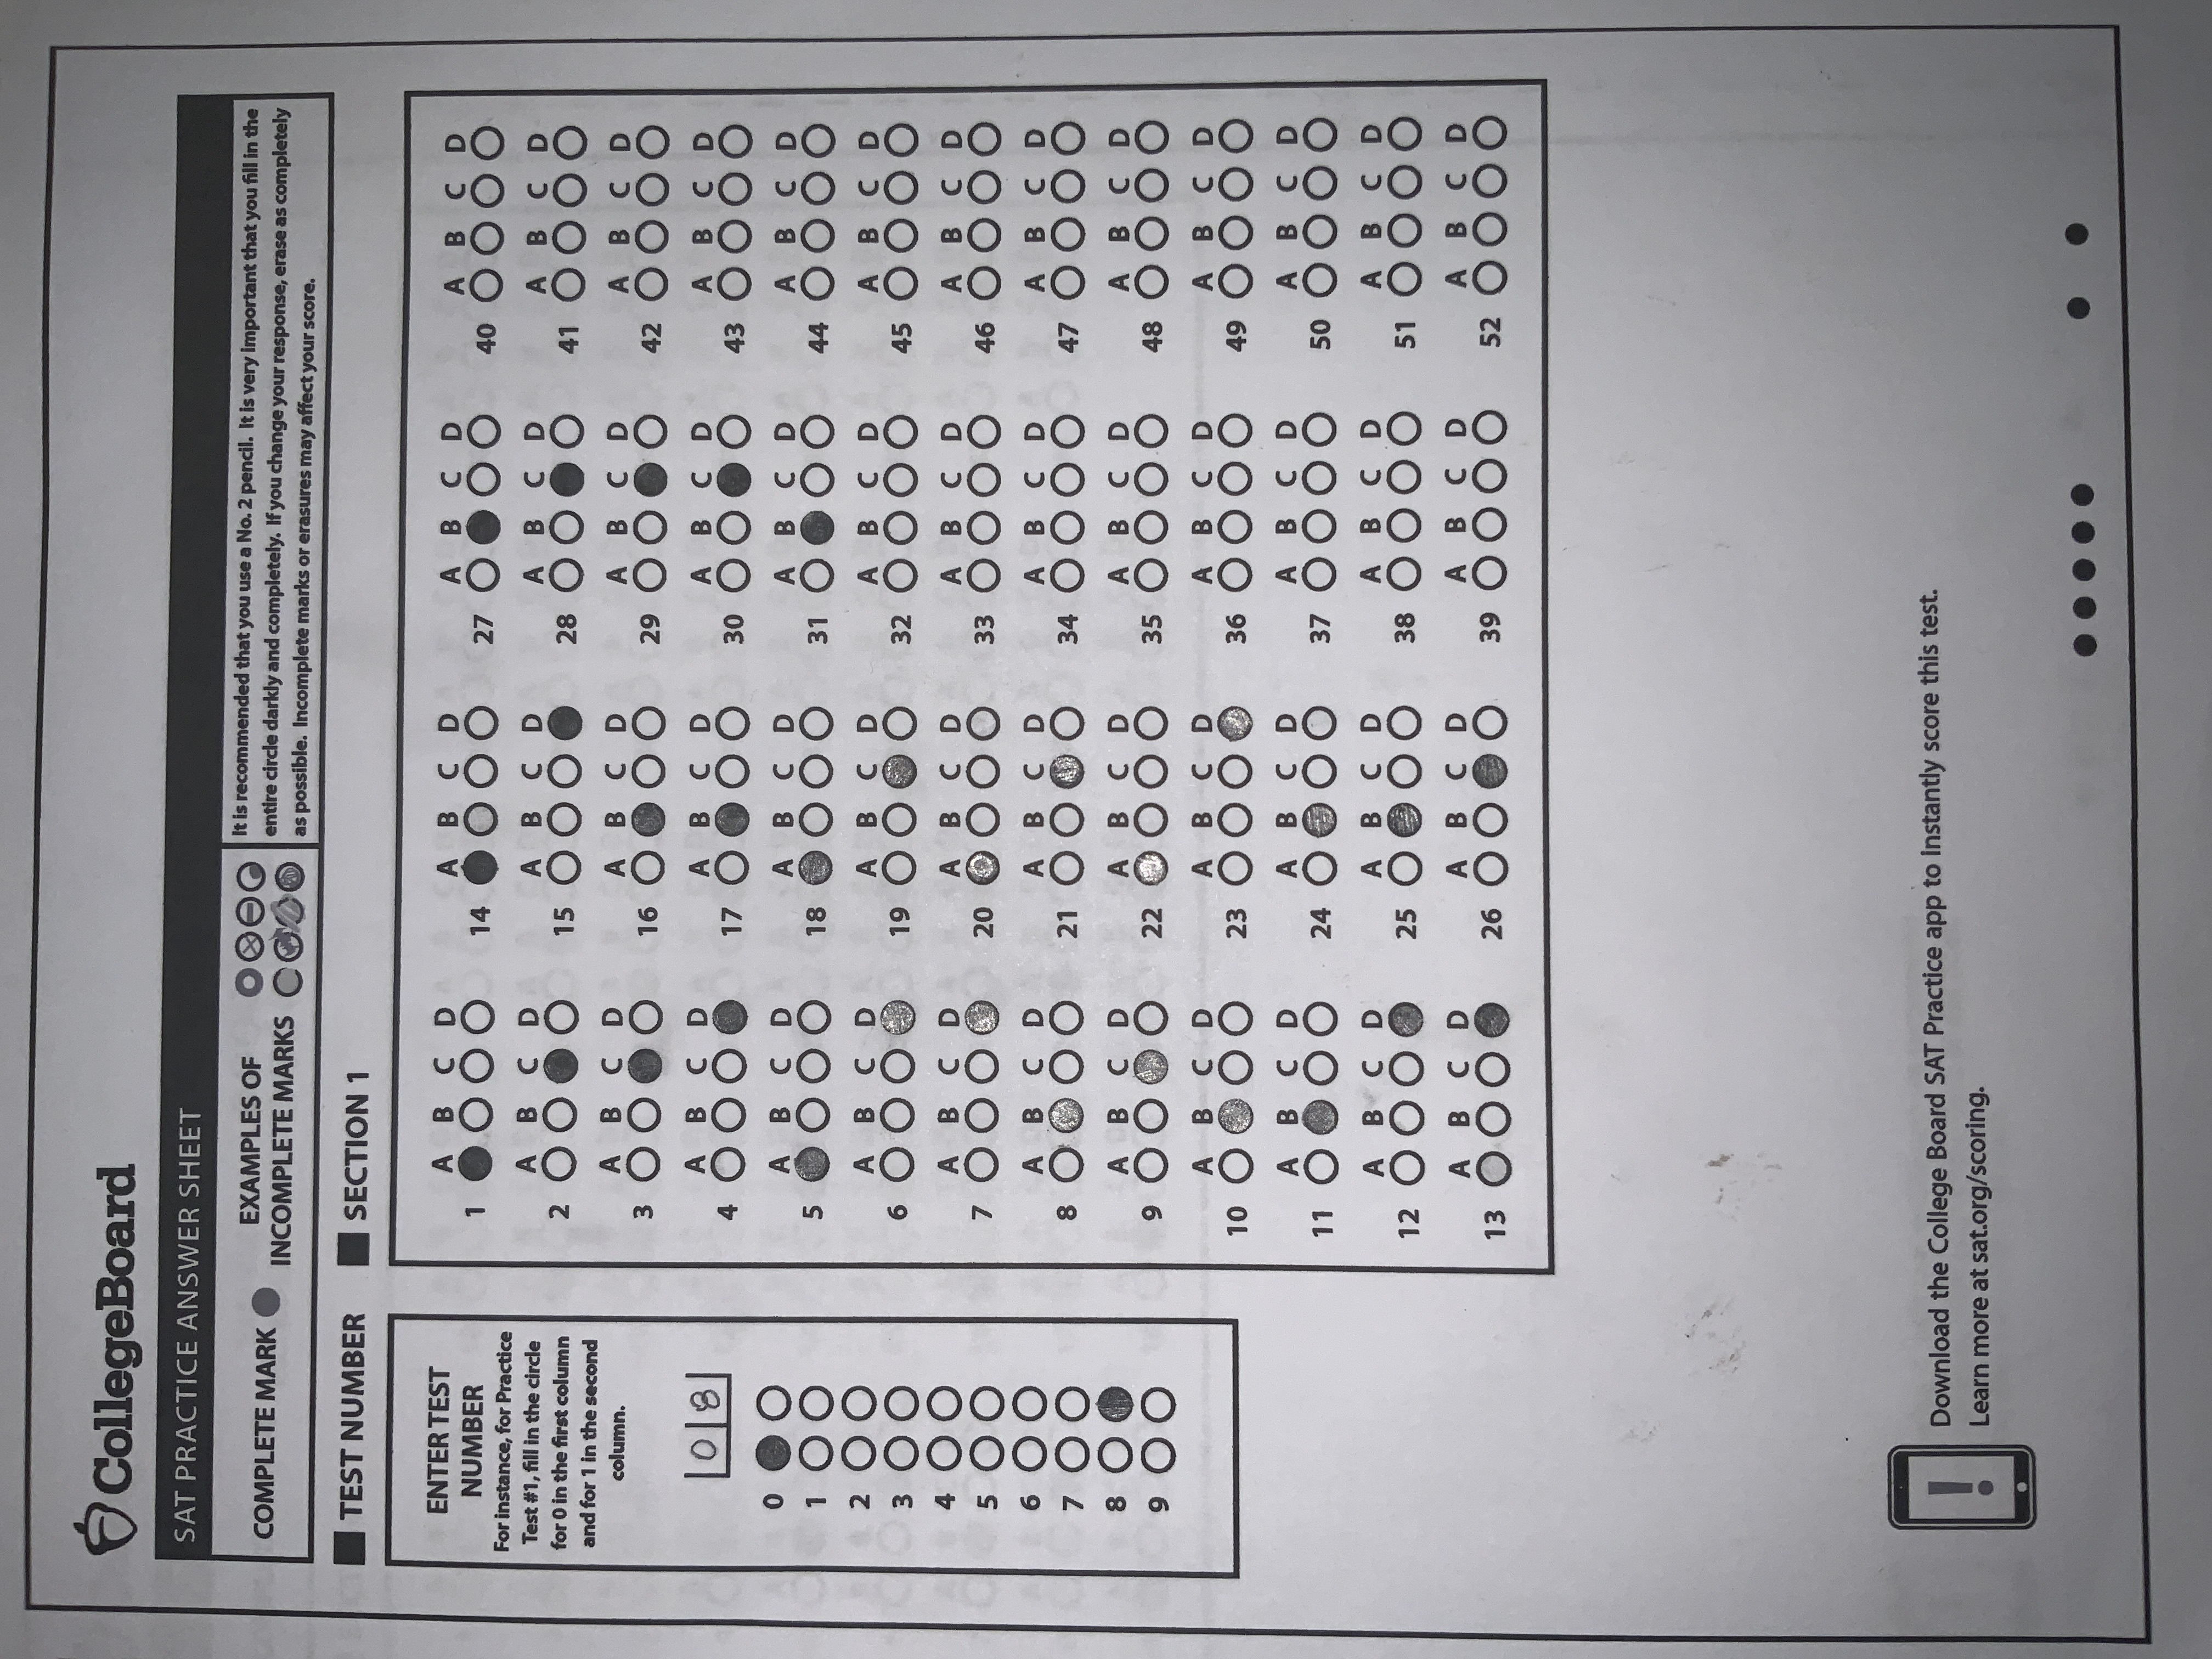 CollegeBoard
SAT PRACTICE ANSWER SHEET
COMPLETE MARK
EXAMPLES OF
INCOMPLETE MARKS
It is recommended that you use a No. 2 pencil. It is very important that you fill in the
entire circle darkly and completely. If you change your response, erase as completely
as possible. Incomplete marks or erasures may affect your score.
TEST NUMBER
ENTER TEST
NUMBER
For instance, for Practice
Test #1, fill in the circle
for 0 in the first column
and for 1 in the second
column.
0 8
0
1
2
3
4
5
6
7
8
9
SECTION 1
A B C D A B C D A B C D A B C D
1 14 27 40
A B C D A B C D A B C D A B C D
2 15 28 41
A B C D A B C D A B C D A B C D
3 16 29 42
A B C D A B C D A B C D A B C D
4 17 30 43
A B C D A B C D A B C D A B C D
5 18 31 44
A B C D A B C D A B C D A B C D
6 19 32 45
A B C D A B C D A B C D A B C D
7 20 33 46
A B C D A B C D A B C D A B C D
8 21 34 47
A B C D A B C D A B C D A B C D
9 22 35 48
A B C D A B C D A B C D A B C D
10 23 36 49
A B C D A B C D A B C D A B C D
11 24 37 50
A B C D A B C D A B C D A B C D
12 25 38 51
A B C D A B C D A B C D A B C D
13 26 39 52
Download the College Board SAT Practice app to instantly score this test.
Learn more at sat.org/scoring.